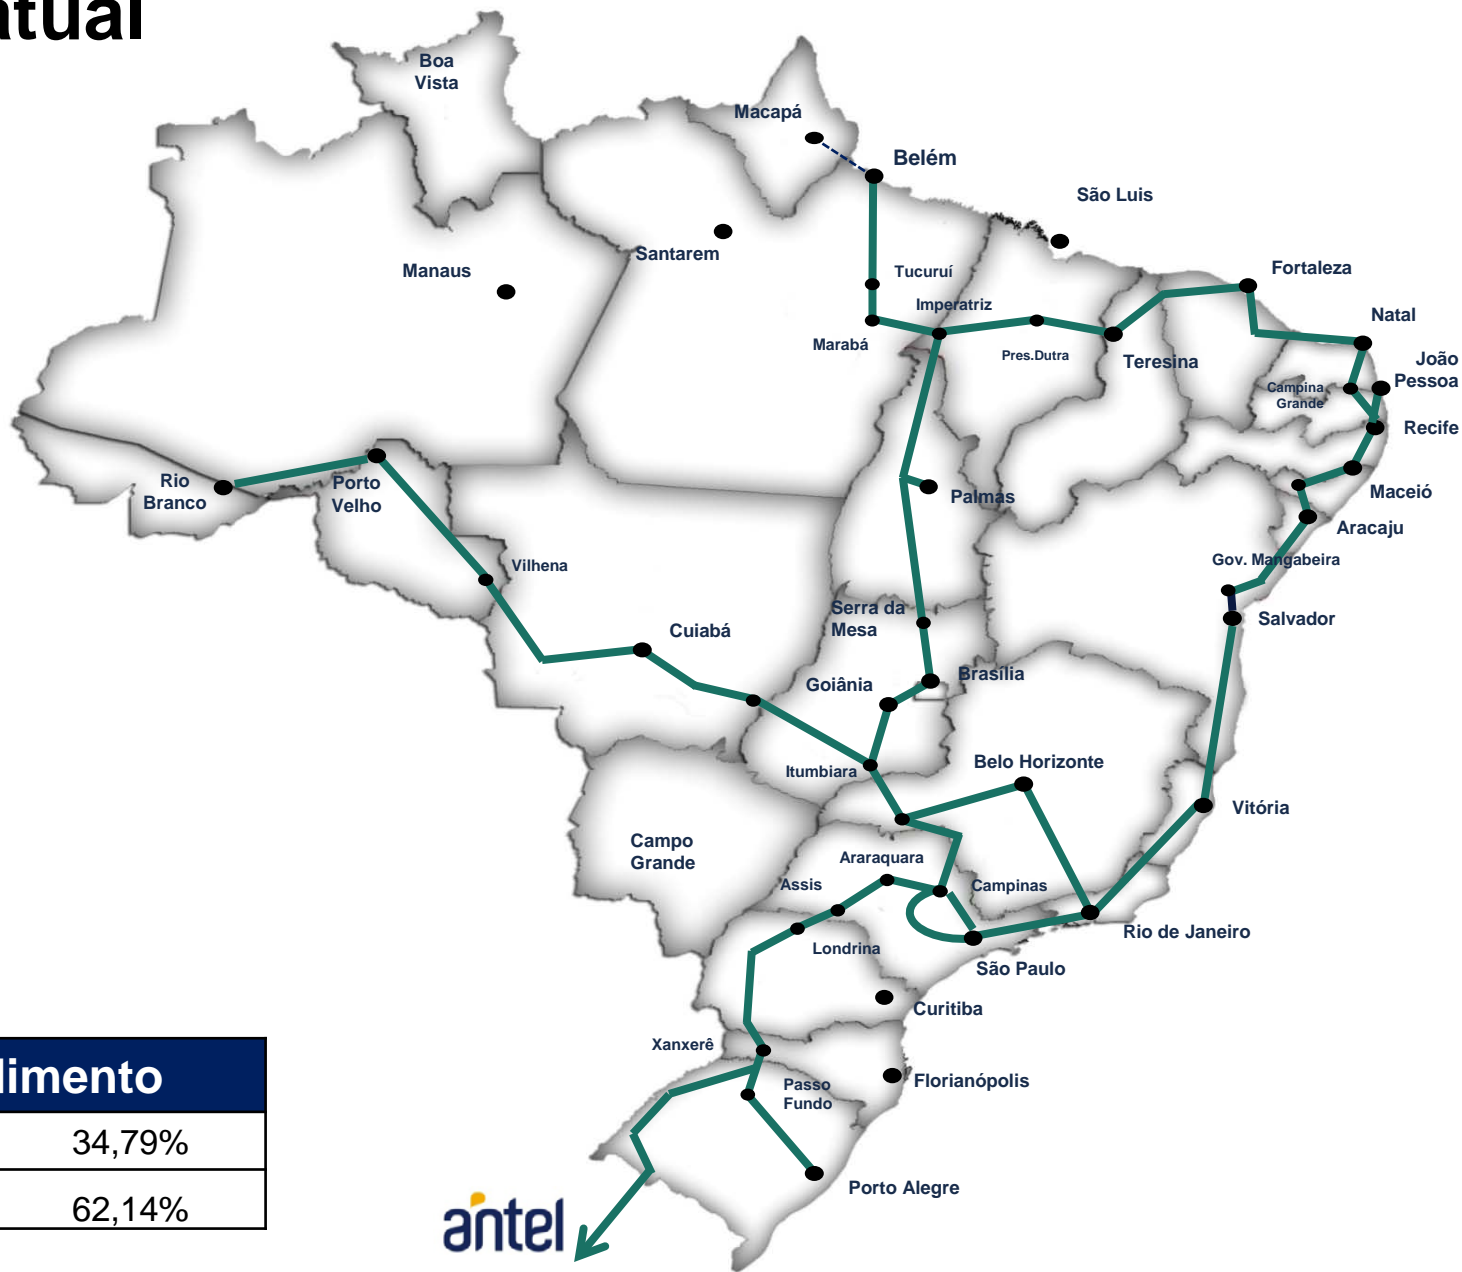 atual
Boa
Vista
Macapá
Belém
São Luis
Santarem
Manaus
Tucuruí
Fortaleza
Imperatriz
Natal
Marabá
Pres.Dutra
Teresina
João
Pessoa
Campina
Grande
Recife
Rio
Branco
Porto
Velho
Palmas
Maceió
Aracaju
Vilhena
Gov. Mangabeira
Serra da
Mesa
Salvador
Cuiabá
Goiânia
Brasília
Itumbiara
Belo Horizonte
Vitória
Campo
Grande
Araraquara
Assis
Campinas
Londrina
Rio de Janeiro
São Paulo
Curitiba
Xanxerê
Passo
Fundo
Florianópolis
Porto Alegre
antel
dimento
34,79%
62,14%